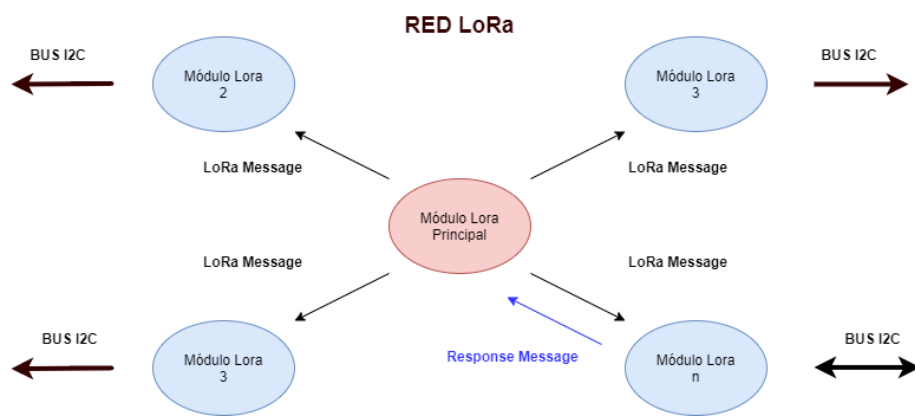 RED LoRa
BUS I2C
Módulo Lora
2
Módulo Lora
3
BUS I2C
LoRa Message
LoRa Message
Módulo Lora
Principal
LoRa Message
LoRa Message
BUS I2C
Módulo Lora
3
Response Message
Módulo Lora
n
BUS I2C